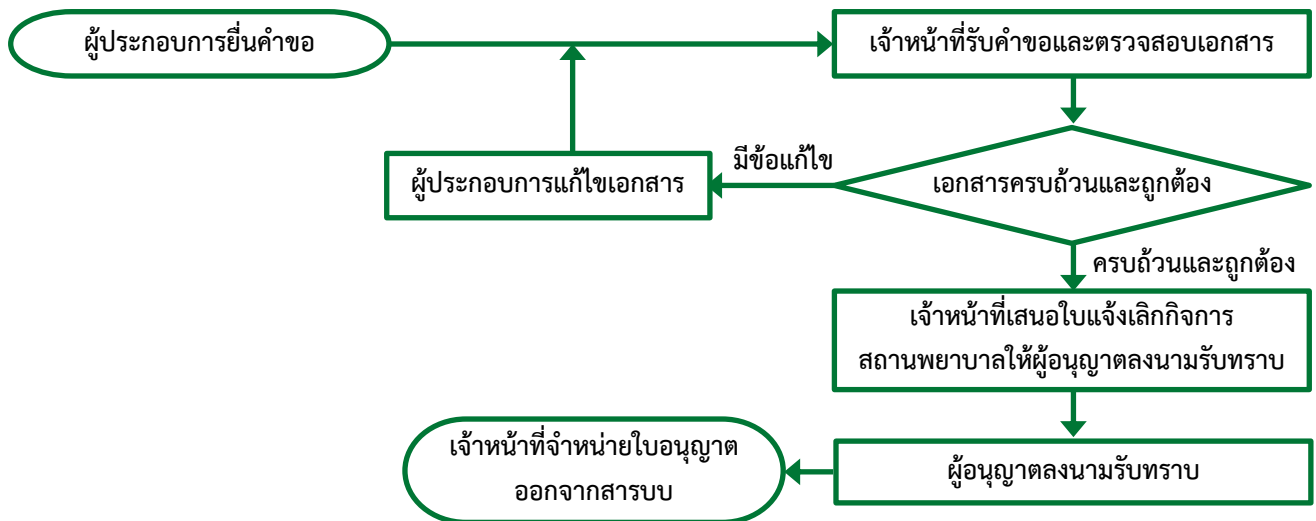 ผู้ประกอบการยื่นคำขอ
เจ้าหน้าที่รับคำขอและตรวจสอบเอกสาร
มีข้อแก้ไข
ผู้ประกอบการแก้ไขเอกสาร
เอกสารครบถ้วนและถูกต้อง
ครบถ้วนและถูกต้อง
เจ้าหน้าที่เสนอใบแจ้งเลิกกิจการ
สถานพยาบาลให้ผู้อนุญาตลงนามรับทราบ
ผู้อนุญาตลงนามรับทราบ
เจ้าหน้าที่จำหน่ายใบอนุญาต
ออกจากสารบบ